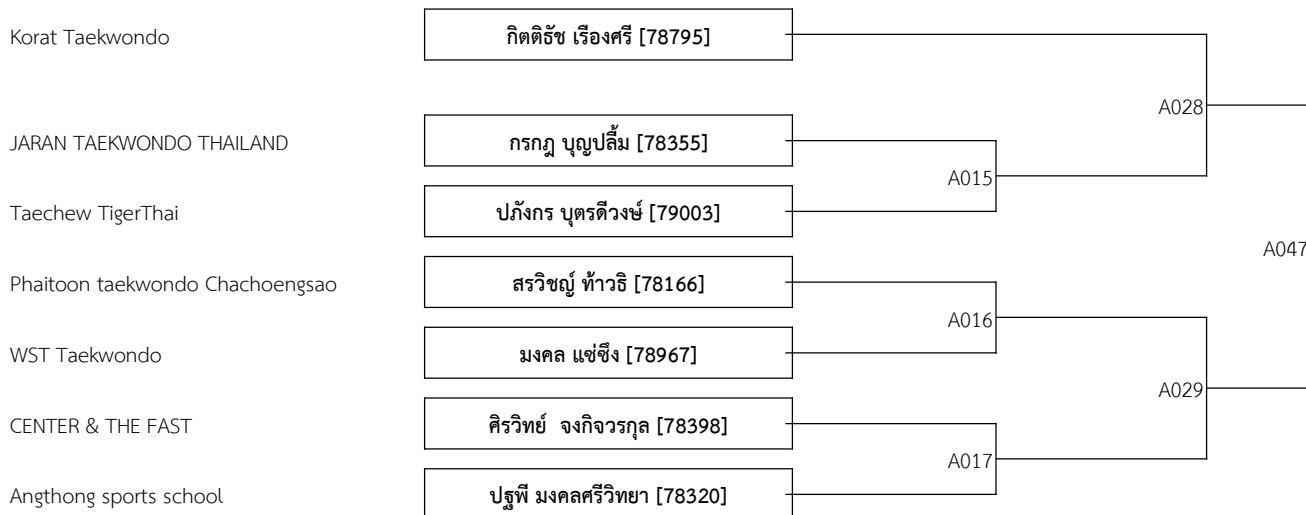 Korat Taekwondo กิตติธัช เรืองศรี [78795]
A028
JARAN TAEKWONDO THAILAND กรกฎ บุญปลื้ม [78355]
A015
Taechew TigerThai ปภังกร บุตรดีวงษ์ [79003]
A047
Phaitoon taekwondo Chachoengsao สรวิชญ์ ท้าวธิ [78166]
A016
WST Taekwondo มงคล แซ่ซึง [78967]
A029
CENTER & THE FAST ศิรวิทย์ จงกิจวรกุล [78398]
A017
Angthong sports school ปฐพี มงคลศรีวิทยา [78320]